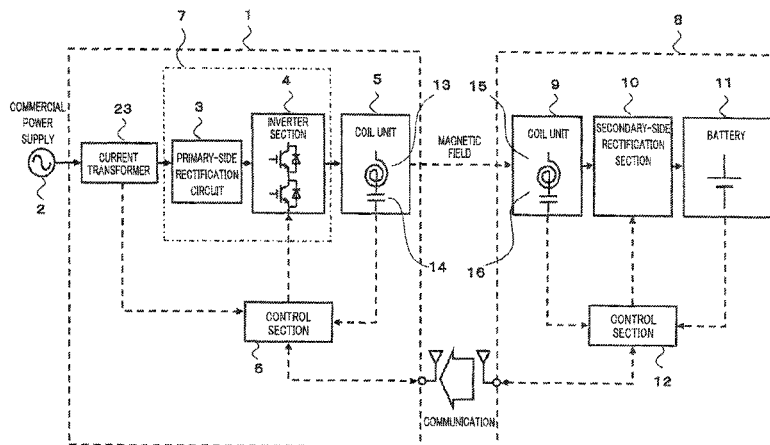 7
1
8
4
5
13
15
9
10
11
COMMERCIAL
POWER
SUPPLY
23
3
INVERTER
SECTION
COIL UNIT
MAGNETIC
FIELD
COIL UNIT
SECONDARY-SIDE
RECTIFICATION
SECTION
BATTERY
CURRENT
TRANSFORMER
PRIMARY-SIDE
RECTIFICATION
CIRCUIT
2
14
16
CONTROL
SECTION
CONTROL
SECTION
6
12
COMMUNICATION